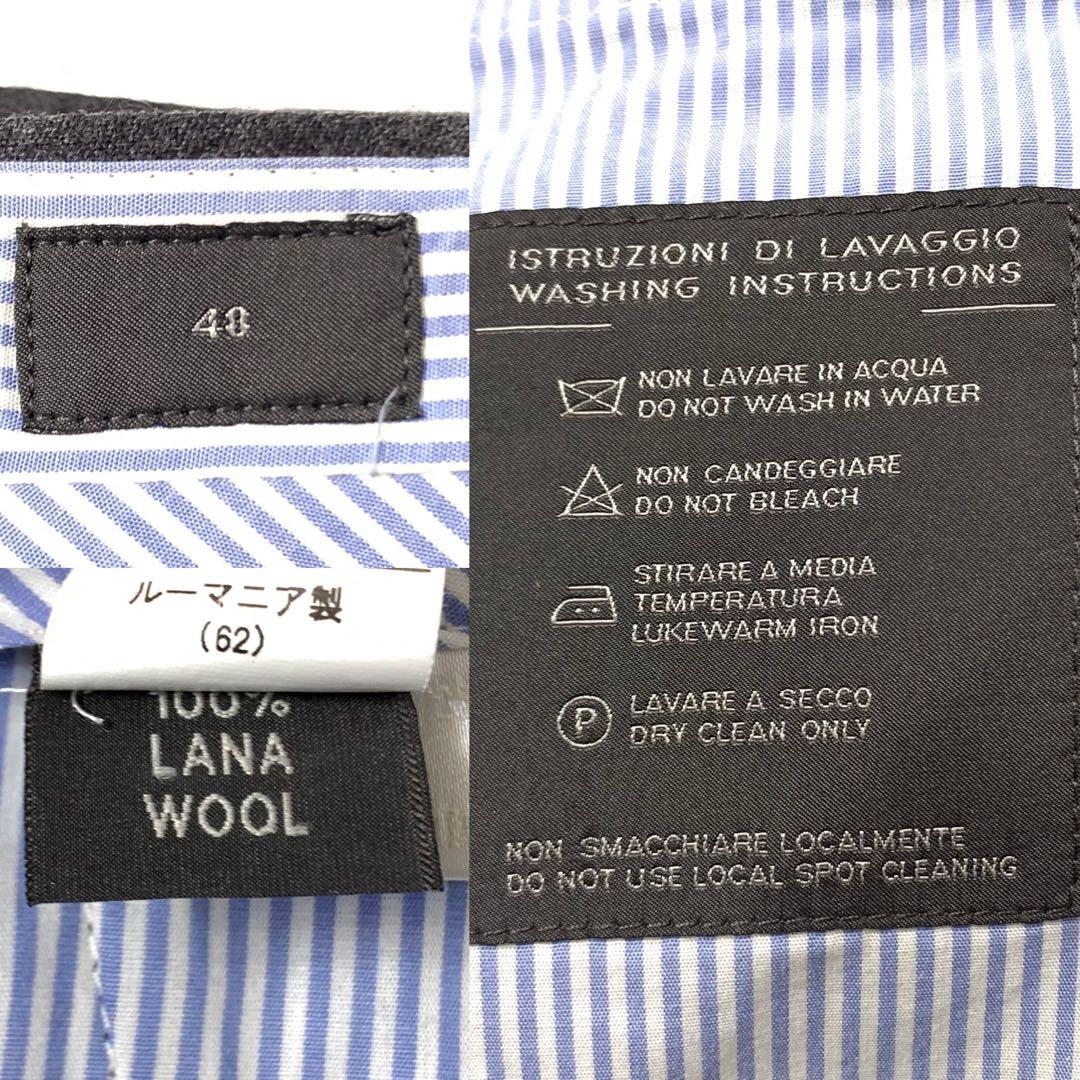 48
ISTRUZIONI DI LAVAGGIO
WASHING INSTRUCTIONS
NON LAVARE IN ACQUA
DO NOT WASH IN WATER
NON CANDEGGIARE
DO NOT BLEACH
STIRARE A MEDIA
TEMPERATURA
LUKEWARM IRON
P
LAVARE A SECCO
DRY CLEAN ONLY
NON SMACCHIARE LOCALMENTE
DO NOT USE LOCAL SPOT CLEANING
ルーマニア製
(62)
100%
LANA
WOOL